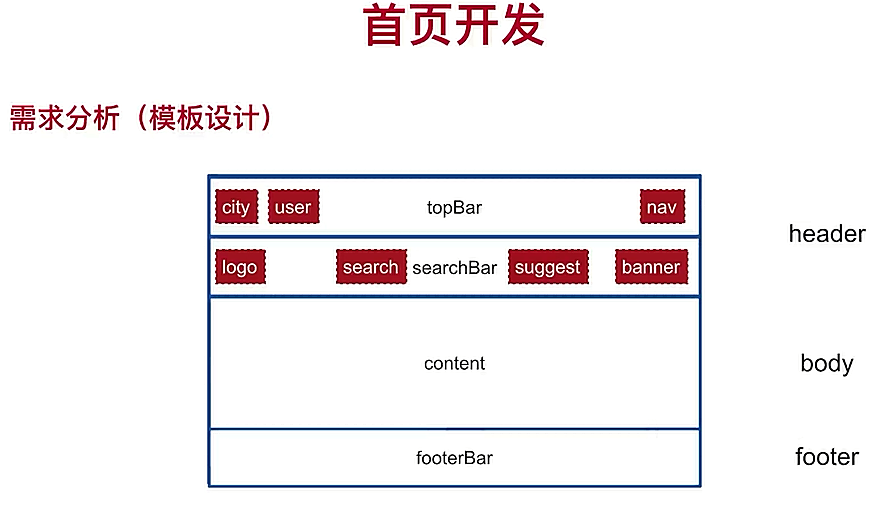 首页开发
需求分析（模板设计）
city user topBar nav
header
logo search searchBar suggest banner
content body
footerBar footer